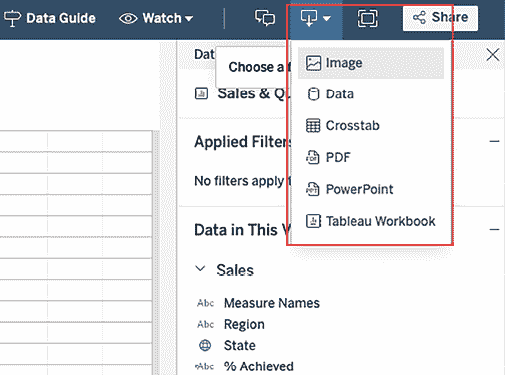 Data Guide
Watch
Share
Dat
Choose a f
Image
Sales & Qu
Data
Crosstab
Applied Filters
PDF
No filters apply t
PowerPoint
Tableau Workbook
Data in This V
Sales
Abc Measure Names
Abc Region
State
Abc % Achieved